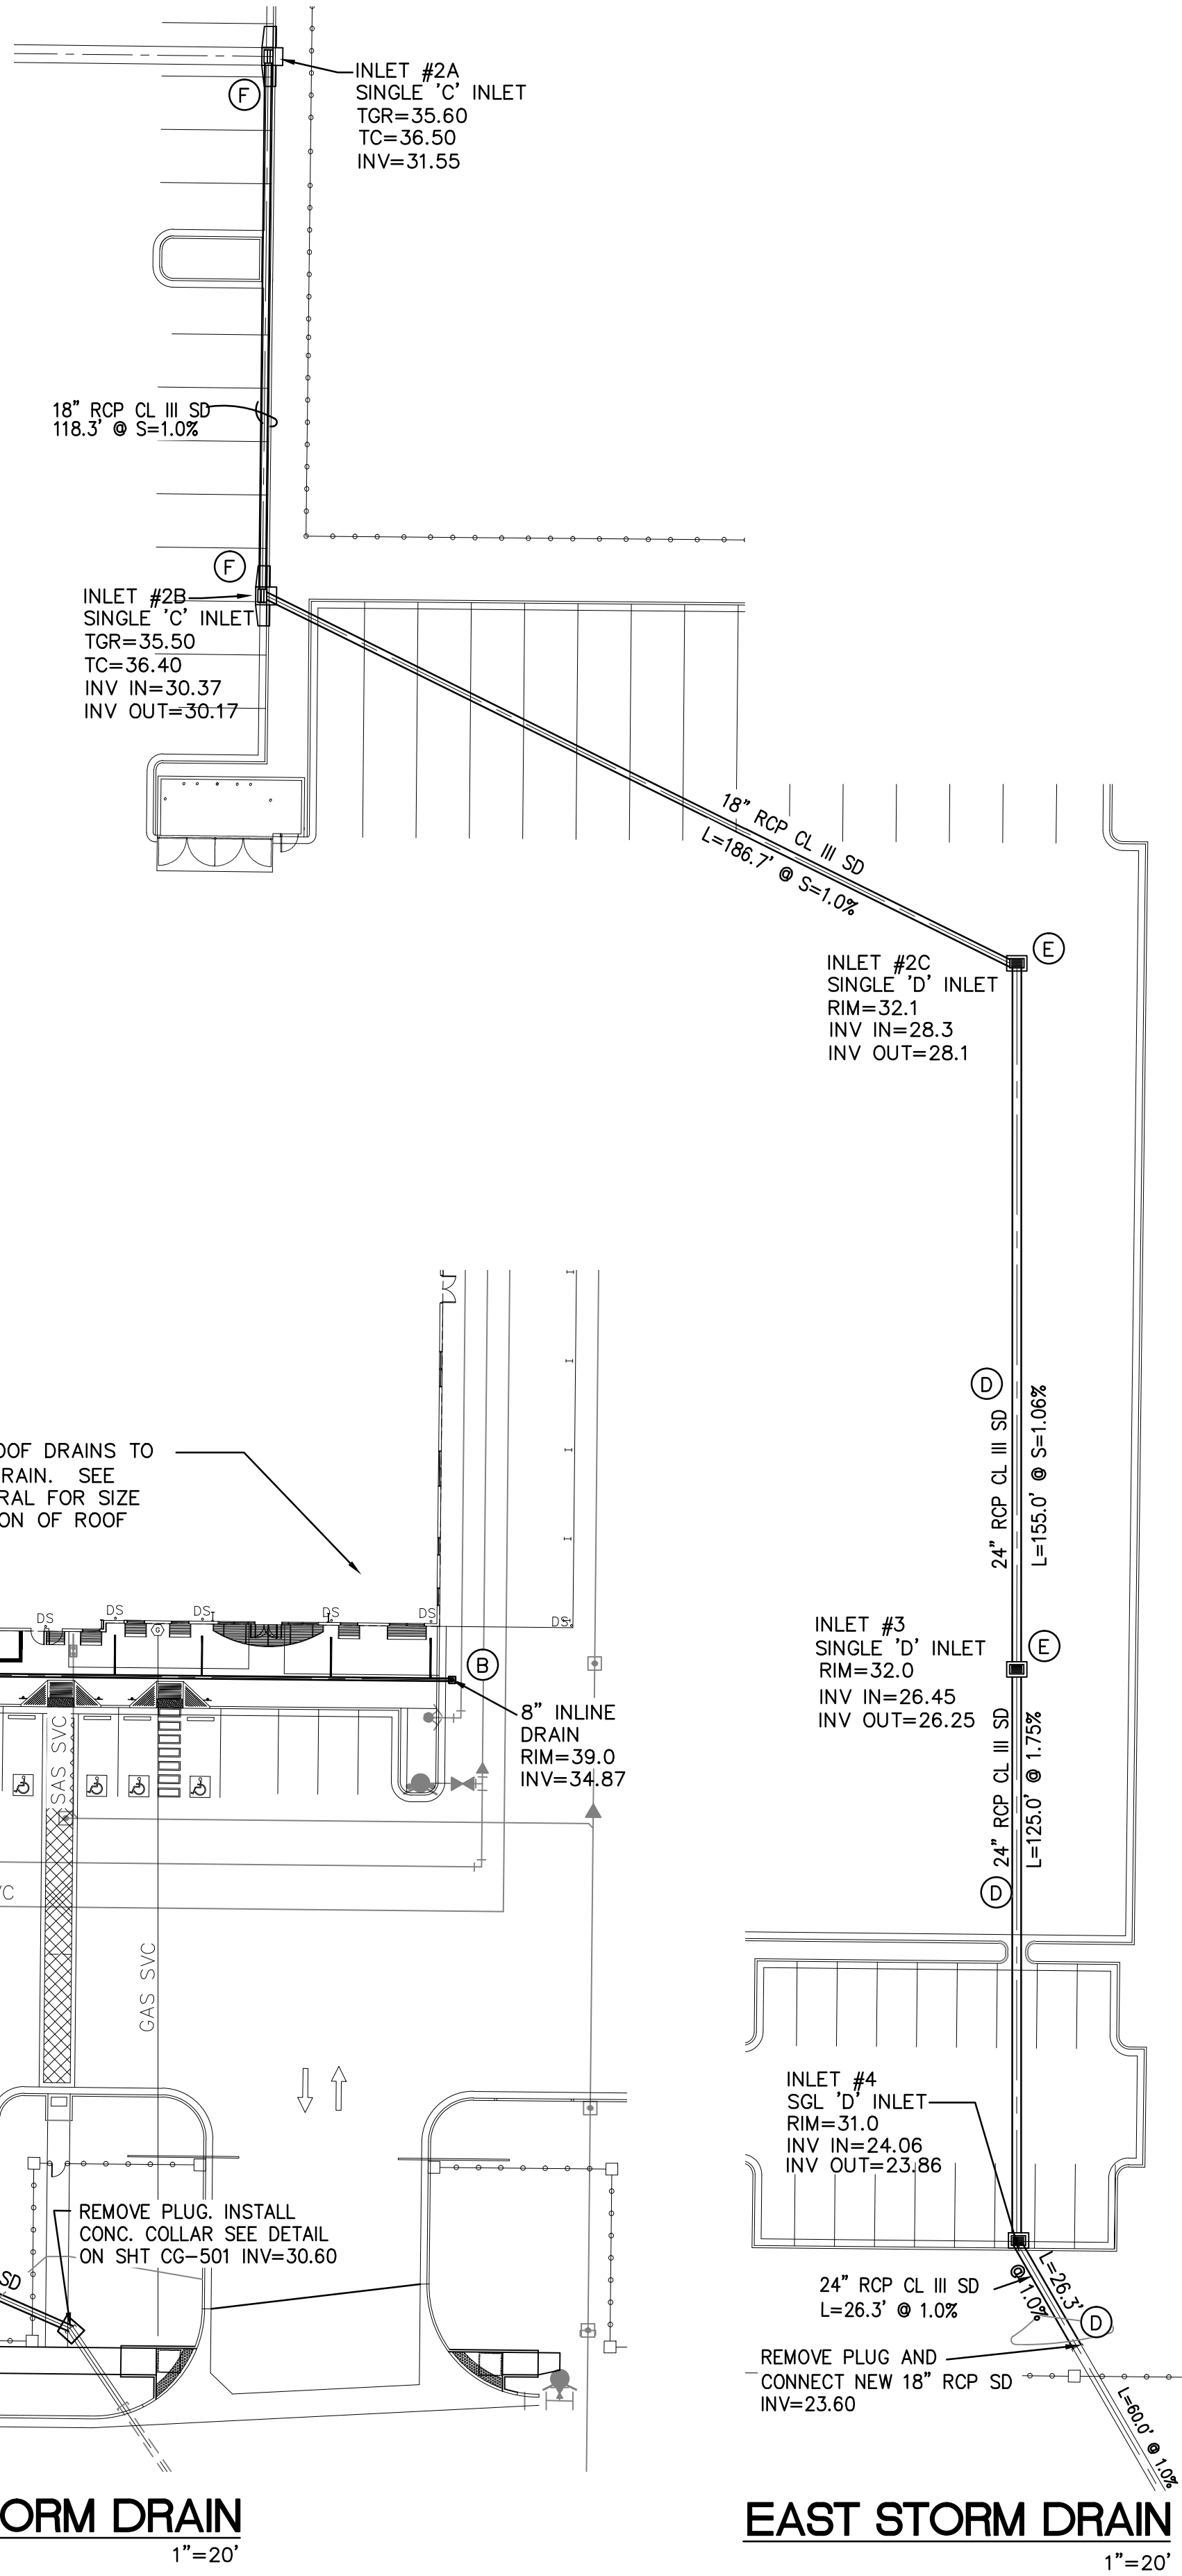 INLET #2A
SINGLE 'C' INLET
TGR=35.60
TC=36.50
INV=31.55
F
18" RCP CL III SD
118.3' @ S=1.0%
F
INLET #2B
SINGLE 'C' INLET
TGR=35.50
TC=36.40
INV IN=30.37
INV OUT=30.17
18" RCP CL III SD
L=186.7' @ S=1.0%
E
INLET #2C
SINGLE 'D' INLET
RIM=32.1
INV IN=28.3
INV OUT=28.1
D
24" RCP CL III SD
L=155.0' @ S=1.06%
OOF DRAINS TO
RAIN. SEE
RAL FOR SIZE
ON OF ROOF
DS
DS
DS
DS
DS
DS
G
B
8" INLINE
DRAIN
RIM=39.0
INV=34.87
INLET #3
SINGLE 'D' INLET
RIM=32.0
INV IN=26.45
INV OUT=26.25
E
24" RCP CL III SD
L=125.0' @ 1.75%
D
SAS SVC
VC
GAS SVC
INLET #4
SGL 'D' INLET
RIM=31.0
INV IN=24.06
INV OUT=23.86
REMOVE PLUG. INSTALL
CONC. COLLAR SEE DETAIL
ON SHT CG-501 INV=30.60
SD
24" RCP CL III SD
L=26.3' @ 1.0%
L=26.3'
@ 1.0%
D
REMOVE PLUG AND
CONNECT NEW 18" RCP SD
INV=23.60
L=60.0' @ 1.0%
ORM DRAIN
1"=20'
EAST STORM DRAIN
1"=20'